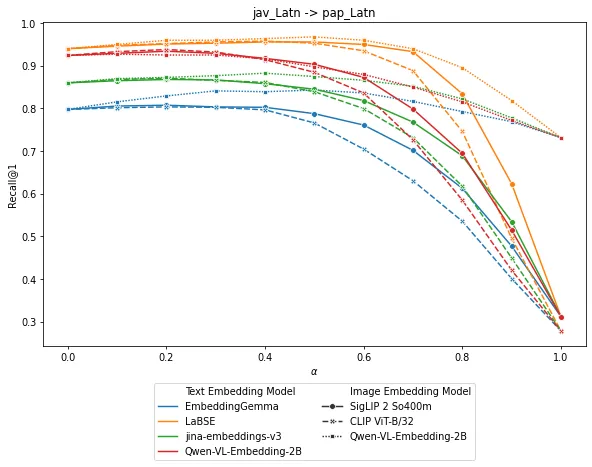 jav_Latn -> pap_Latn
Recall@1
1.0
0.9
0.8
0.7
0.6
0.5
0.4
0.3
0.0 0.2 0.4 0.6 0.8 1.0
α
Text Embedding Model Image Embedding Model
EmbeddingGemma SigLIP 2 So400m
LaBSE CLIP ViT-B/32
jina-embeddings-v3 Qwen-VL-Embedding-2B
Qwen-VL-Embedding-2B